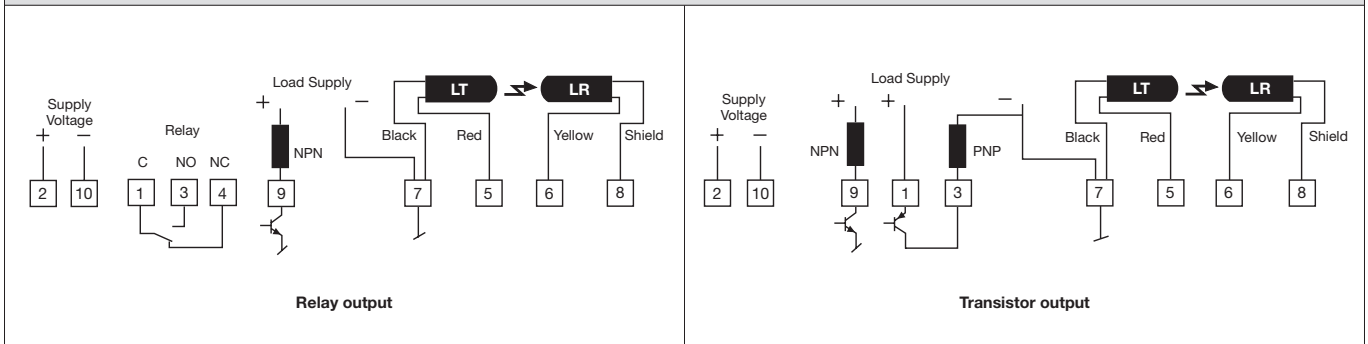 Supply
Voltage
+ −
2 10
Relay
C NO NC
1 3 4
Load Supply
+ −
NPN
9
LT LR
Black Red Yellow Shield
7 5 6 8
Relay output
Supply
Voltage
+ −
2 10
Load Supply
+ + −
NPN PNP
9 1 3
LT LR
Black Red Yellow Shield
7 5 6 8
Transistor output